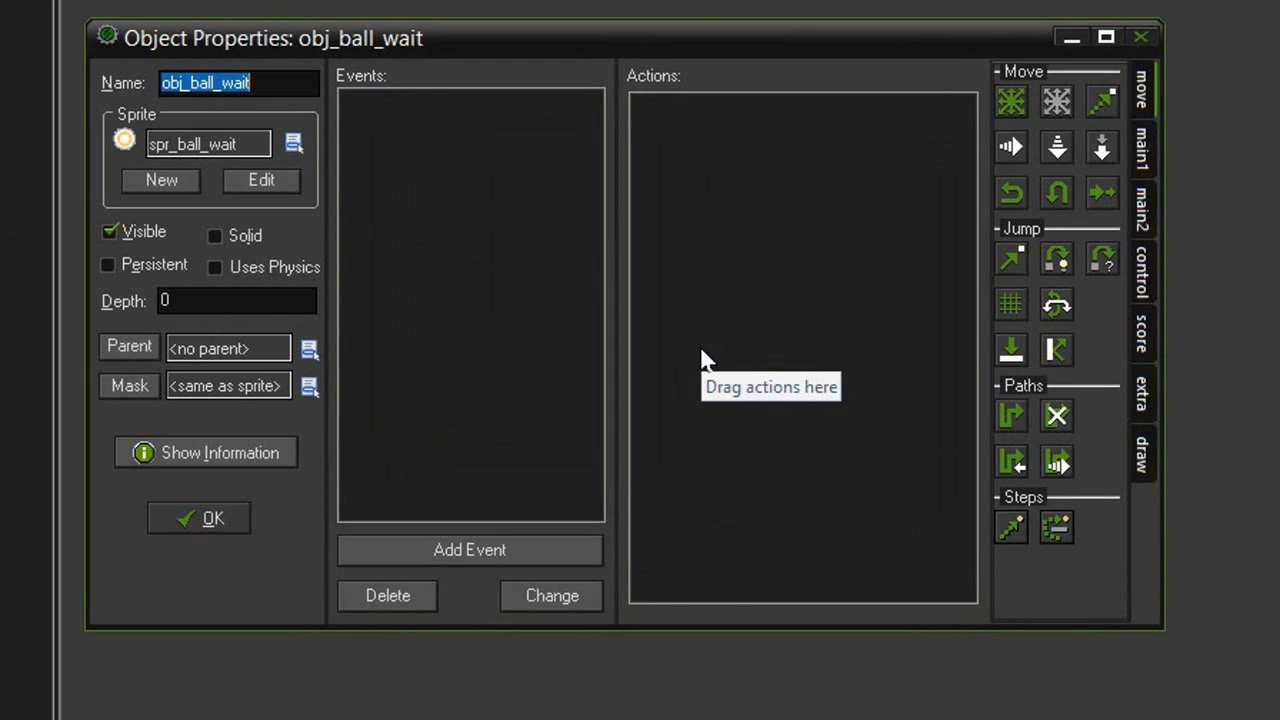 Object Properties: obj_ball_wait
Name: obj_ball_wait
Sprite
spr_ball_wait
New Edit
Visible Solid
Persistent Uses Physics
Depth: 0
Parent <no parent>
Mask <same as sprite>
Show Information
OK
Events:
Add Event
Delete Change
Actions:
Drag actions here
Move
Jump
Paths
Steps
move
main1
main2
control
score
extra
draw